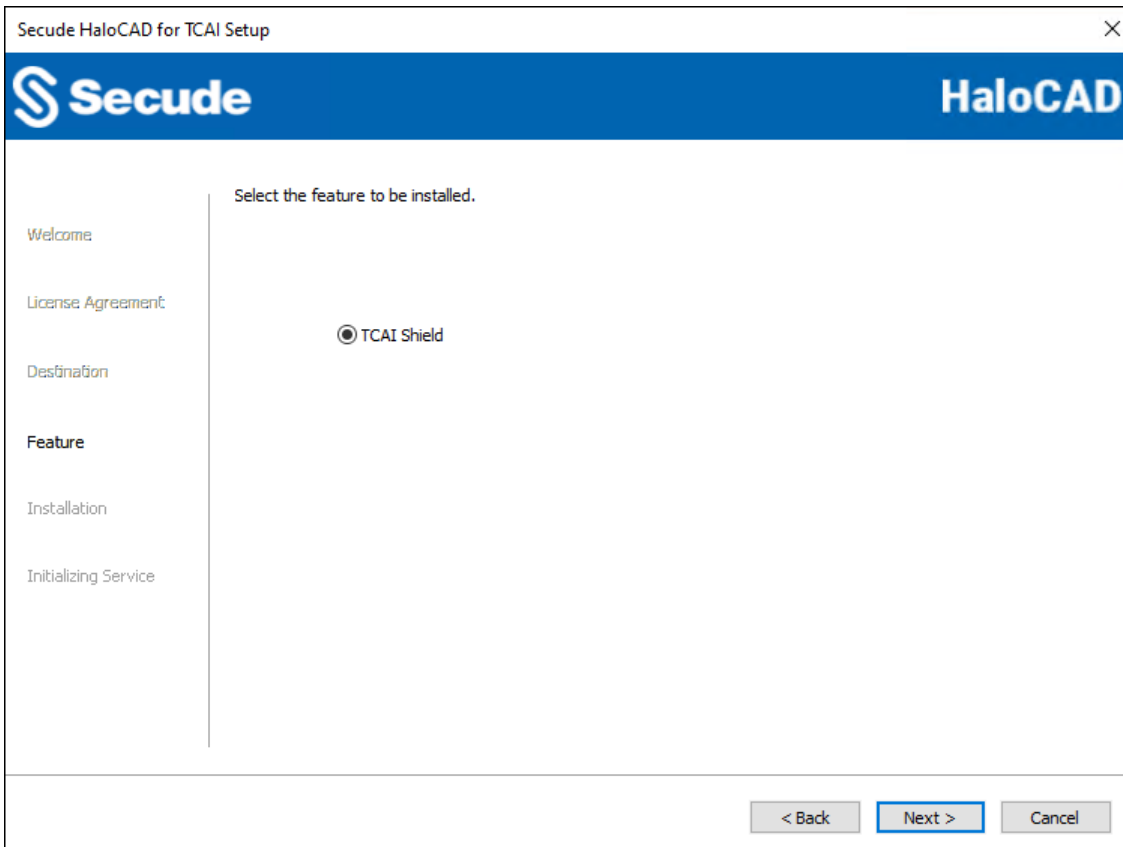 Secude HaloCAD for TCAI Setup
Secude
HaloCAD
Select the feature to be installed.
Welcome
License Agreement
Destination
Feature
Installation
Initializing Service
TCAI Shield
< Back
Next >
Cancel